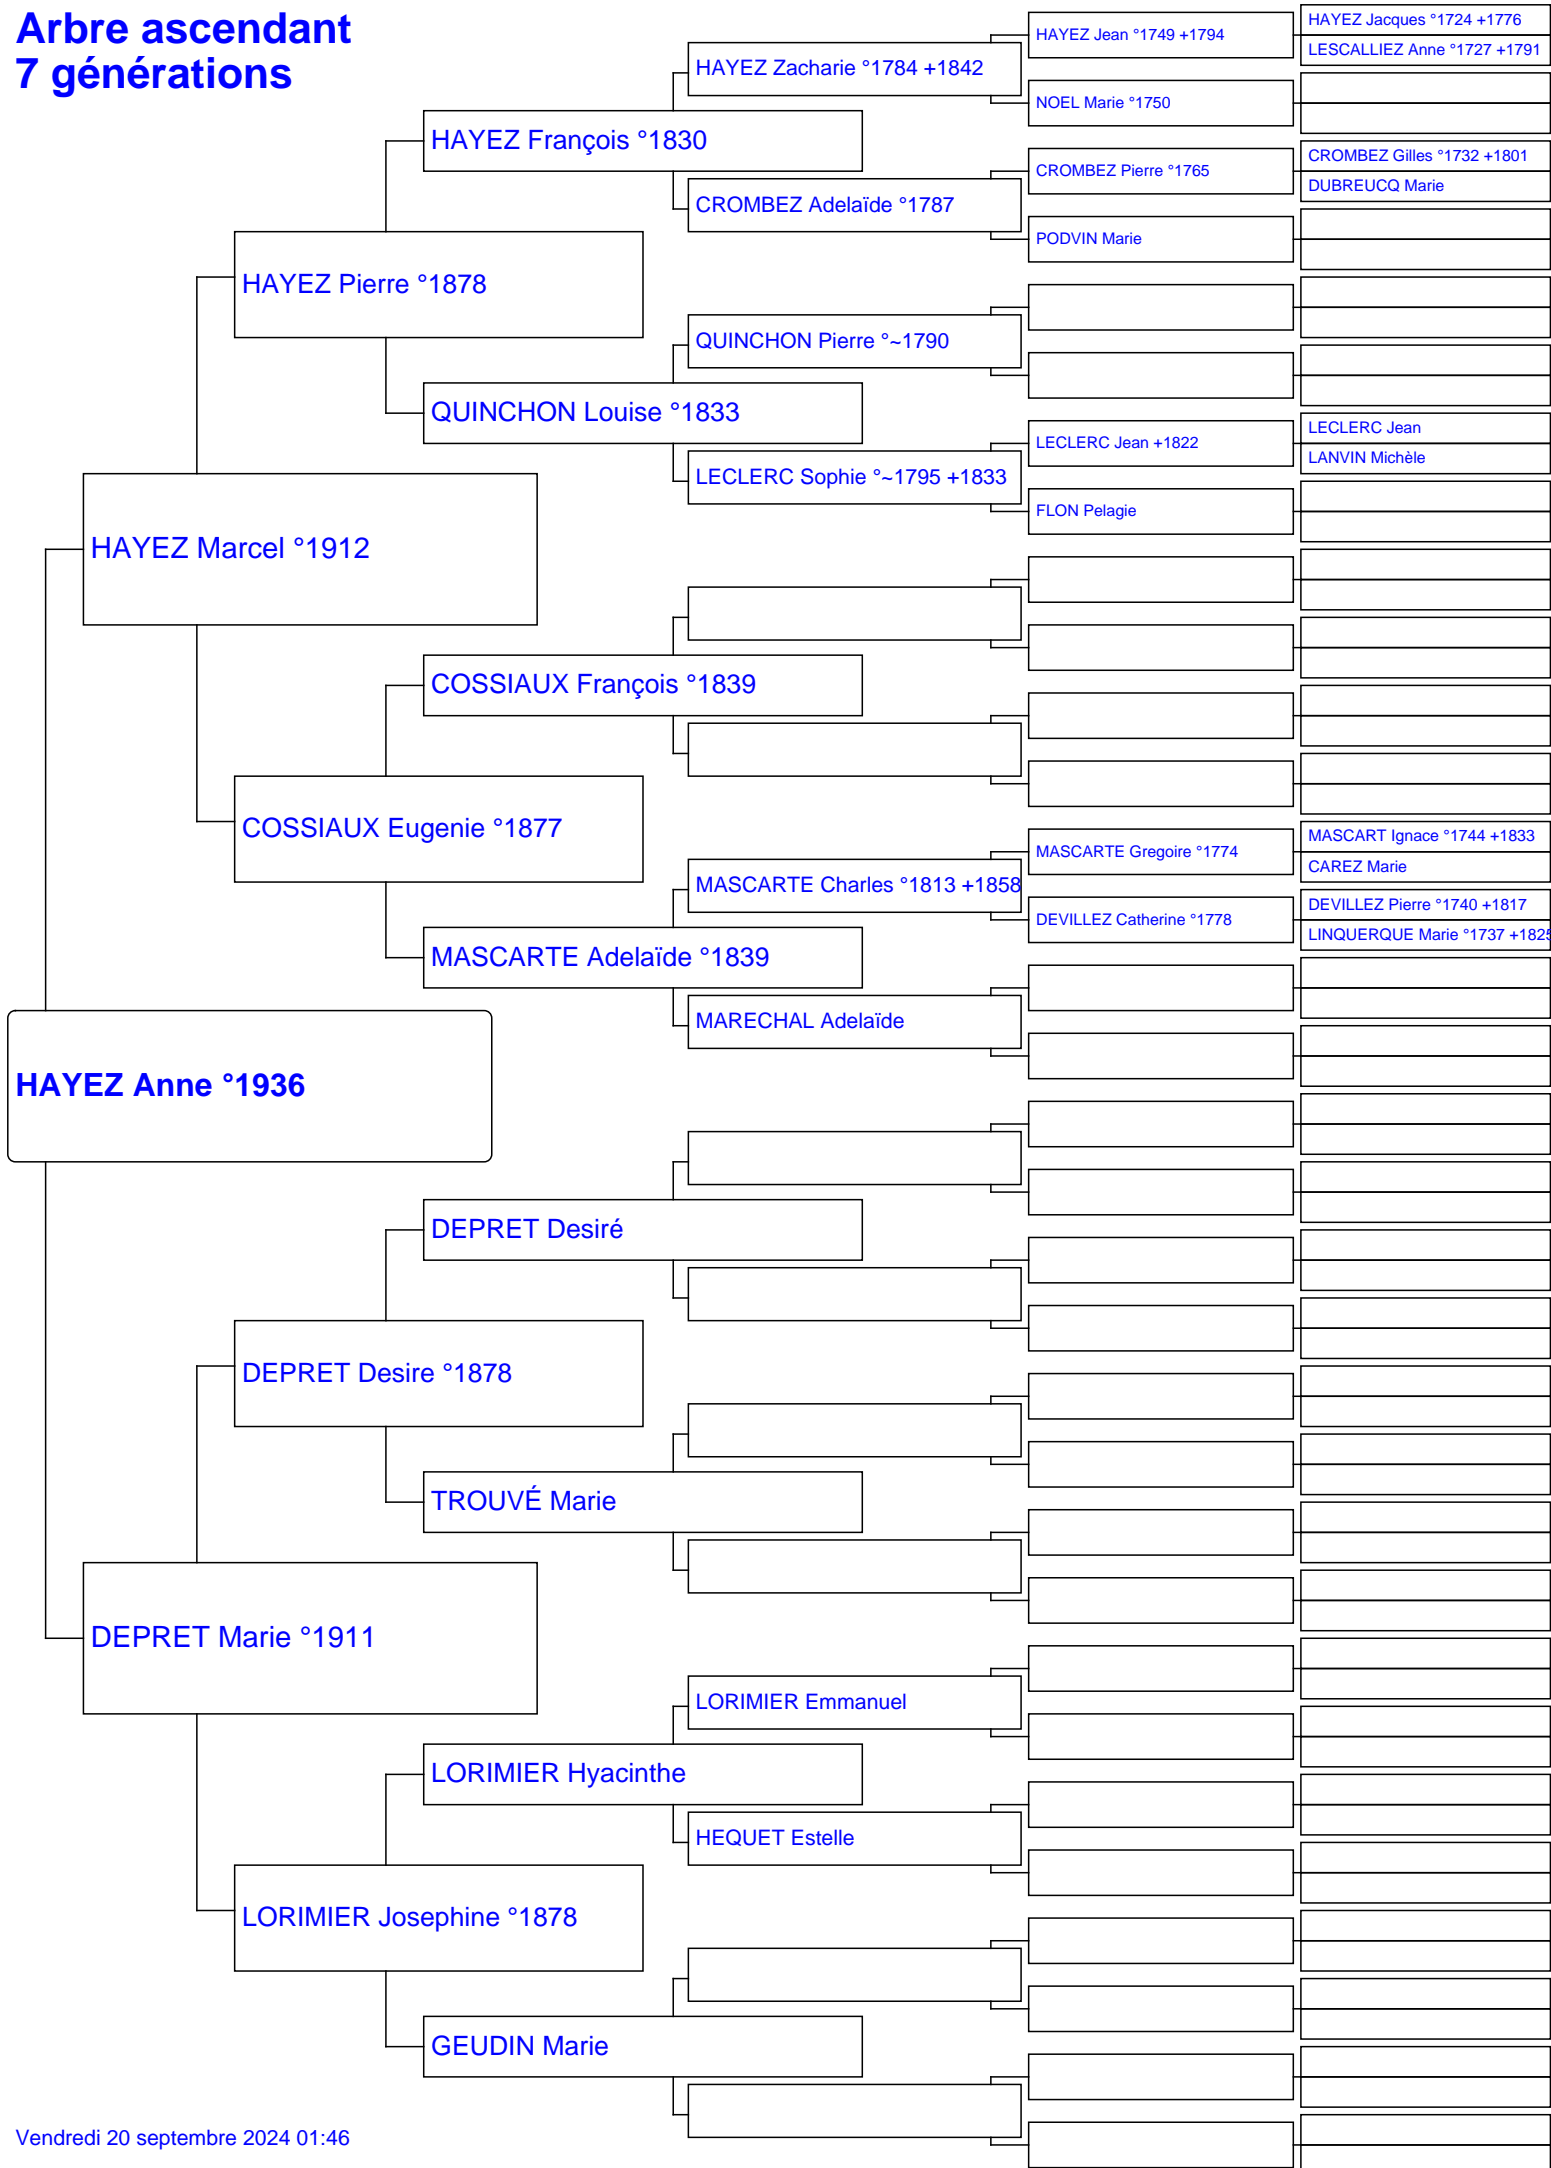 Arbre ascendant
7 générations
HAYEZ Jacques °1724 +1776
HAYEZ Jean °1749 +1794
LESCALLIEZ Anne °1727 +1791
HAYEZ Zacharie °1784 +1842
NOEL Marie °1750
HAYEZ François °1830
CROMBEZ Gilles °1732 +1801
CROMBEZ Pierre °1765
DUBREUCQ Marie
CROMBEZ Adelaïde °1787
PODVIN Marie
HAYEZ Pierre °1878
QUINCHON Pierre °~1790
QUINCHON Louise °1833
LECLERC Jean
LECLERC Jean +1822
LANVIN Michèle
LECLERC Sophie °~1795 +1833
FLON Pelagie
HAYEZ Marcel °1912
COSSIAUX François °1839
COSSIAUX Eugenie °1877
MASCART Ignace °1744 +1833
MASCARTE Gregoire °1774
CAREZ Marie
MASCARTE Charles °1813 +1858
DEVILLEZ Pierre °1740 +1817
DEVILLEZ Catherine °1778
LINQUERQUE Marie °1737 +1825
MASCARTE Adelaïde °1839
MARECHAL Adelaïde
HAYEZ Anne °1936
DEPRET Desiré
DEPRET Desire °1878
TROUVÉ Marie
DEPRET Marie °1911
LORIMIER Emmanuel
LORIMIER Hyacinthe
HEQUET Estelle
LORIMIER Josephine °1878
GEUDIN Marie
Vendredi 20 septembre 2024 01:46